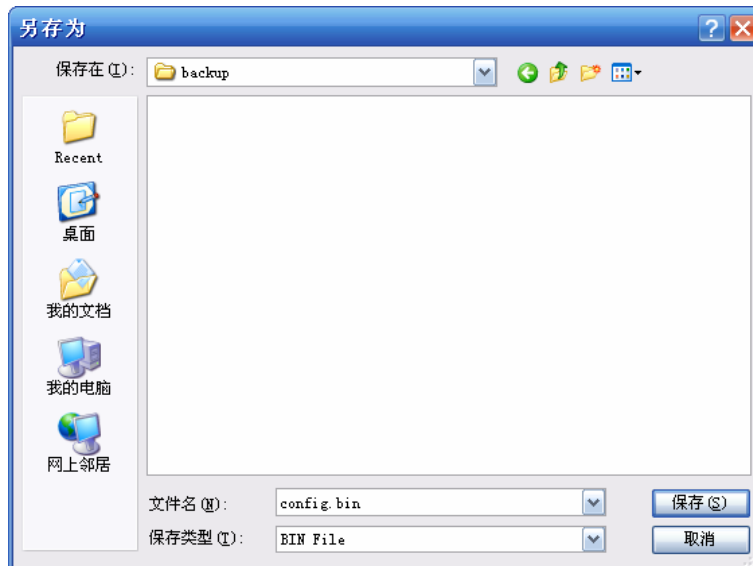 另存为
保存在(I): backup
Recent
桌面
我的文档
我的电脑
网上邻居
文件名(N): config.bin 保存(S)
保存类型(T): BIN File 取消